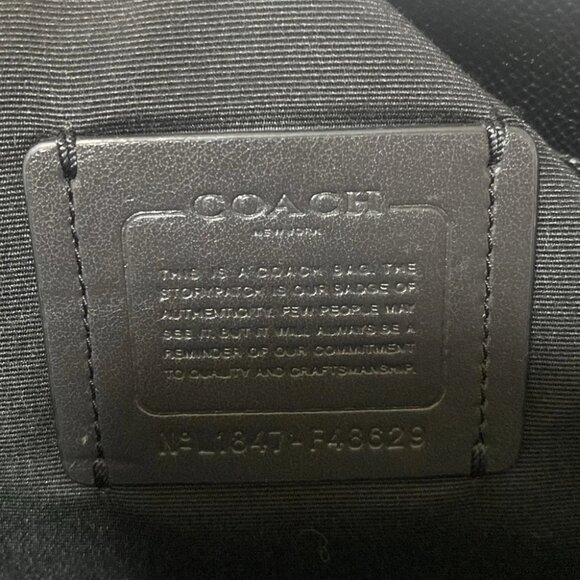 COACH
NEW YORK
THIS IS A COACH BAG. THE
STORYPATCH IS OUR BADGE OF
AUTHENTICITY. FEW PEOPLE MAY
SEE IT, BUT IT WILL ALWAYS BE A
REMINDER OF OUR COMMITMENT
TO QUALITY AND CRAFTSMANSHIP.
Nº L1847-F48629